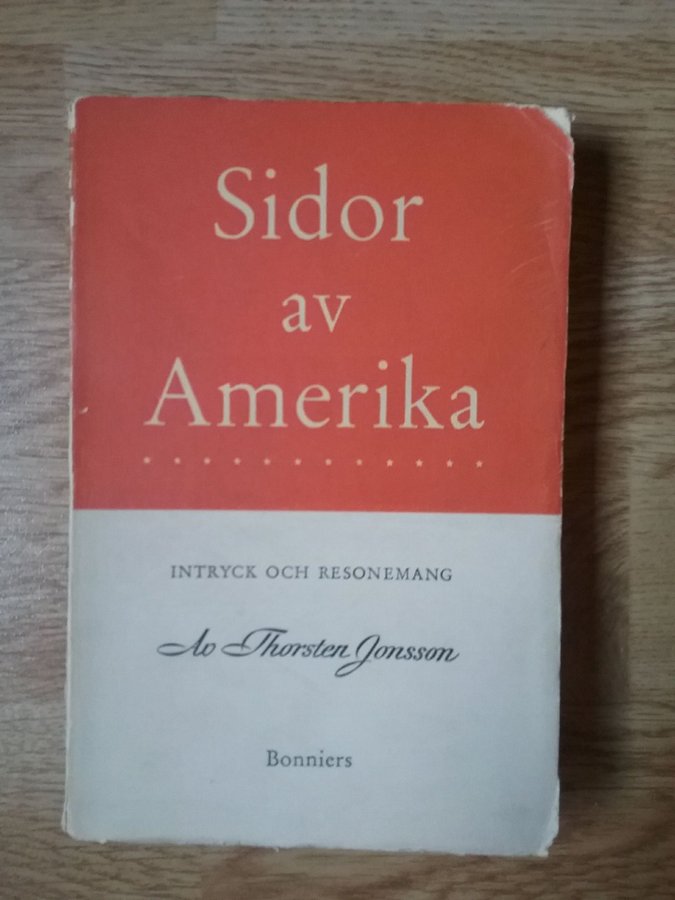 Sidor
av
Amerika
INTRYCK OCH RESONEMANG
Av Thorsten Jonsson
Bonniers